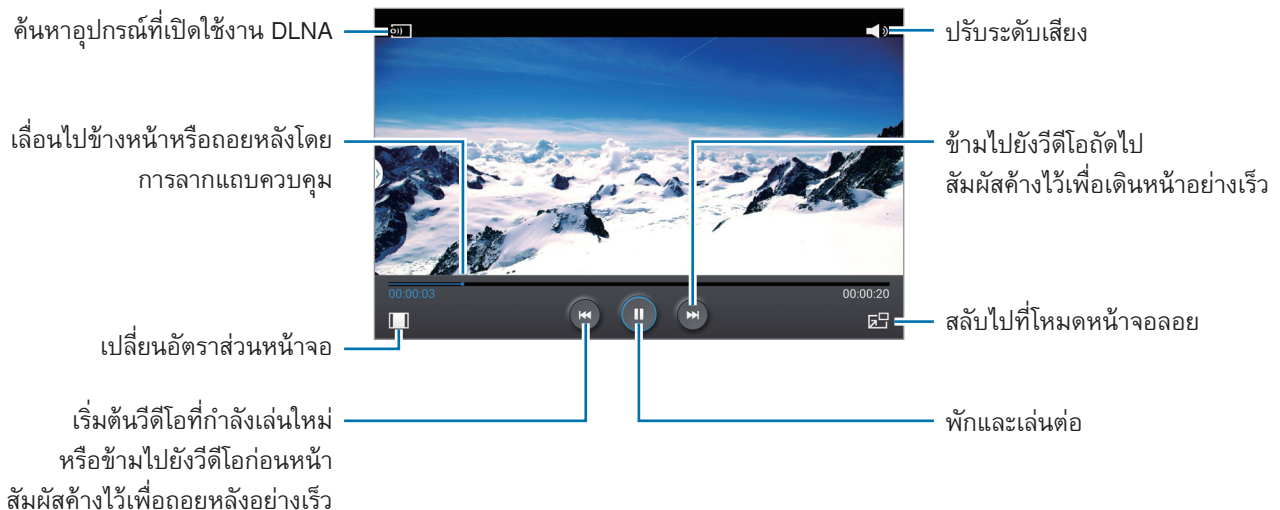 ค้นหาอุปกรณ์ที่เปิดใช้งาน DLNA
ปรับระดับเสียง
เลื่อนไปข้างหน้าหรือถอยหลังโดย
การลากแถบควบคุม
ข้ามไปยังวีดีโอถัดไป
สัมผัสค้างไว้เพื่อเดินหน้าอย่างเร็ว
00:00:03
00:00:20
สลับไปที่โหมดหน้าจอลอย
เปลี่ยนอัตราส่วนหน้าจอ
เริ่มต้นวีดีโอที่กำลังเล่นใหม่
หรือข้ามไปยังวีดีโอก่อนหน้า
สัมผัสค้างไว้เพื่อถอยหลังอย่างเร็ว
พักและเล่นต่อ